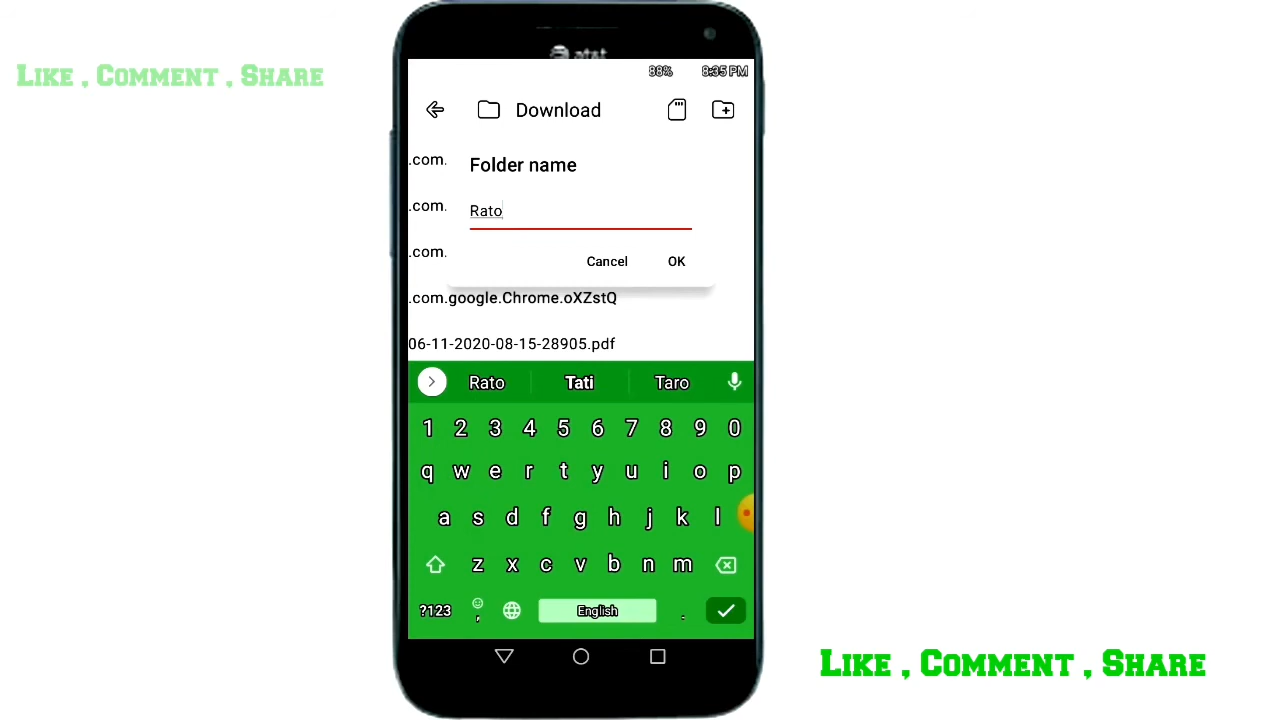 Like , Comment , Share
at&t
98% 8:35 PM
Download
.com.
Folder name
.com.
Rato
.com.
Cancel OK
.com.google.Chrome.oXZstQ
06-11-2020-08-15-28905.pdf
Rato Tati Taro
1 2 3 4 5 6 7 8 9 0
q w e r t y u i o p
a s d f g h j k l
z x c v b n m
?123 , English .
Like , Comment , Share